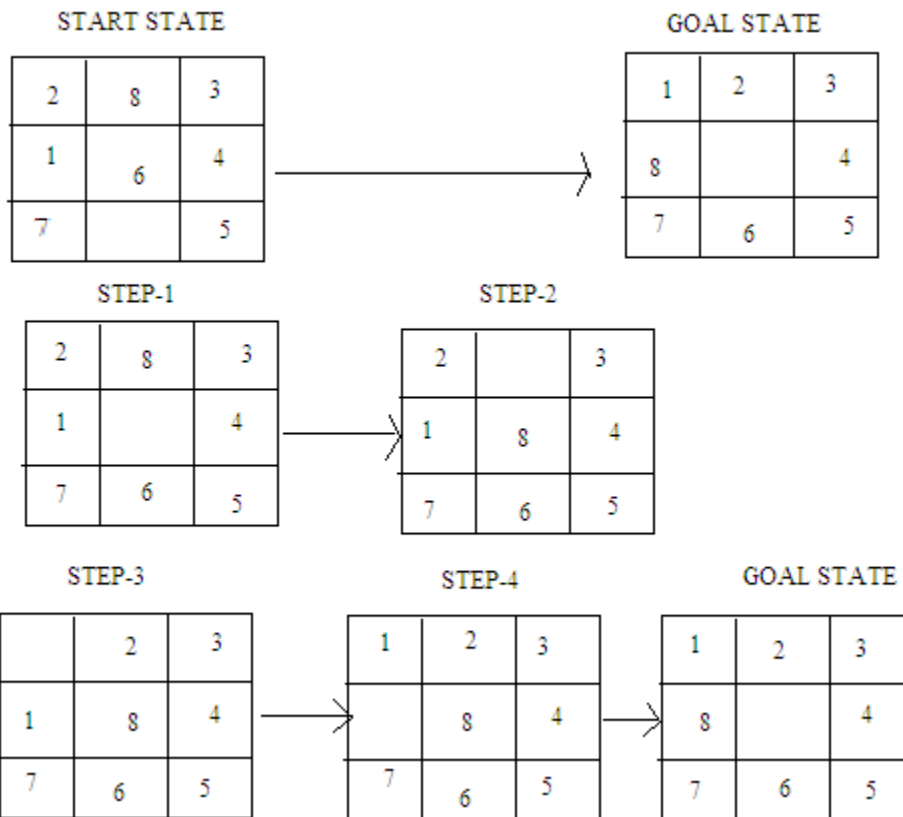 START STATE GOAL STATE
2 8 3 1 2 3
1 6 4 8 4
7 5 7 6 5
STEP-1 STEP-2
2 8 3 2 3
1 4 1 8 4
7 6 5 7 6 5
STEP-3 STEP-4 GOAL STATE
2 3 1 2 3 1 2 3
1 8 4 8 4 8 4
7 6 5 7 6 5 7 6 5